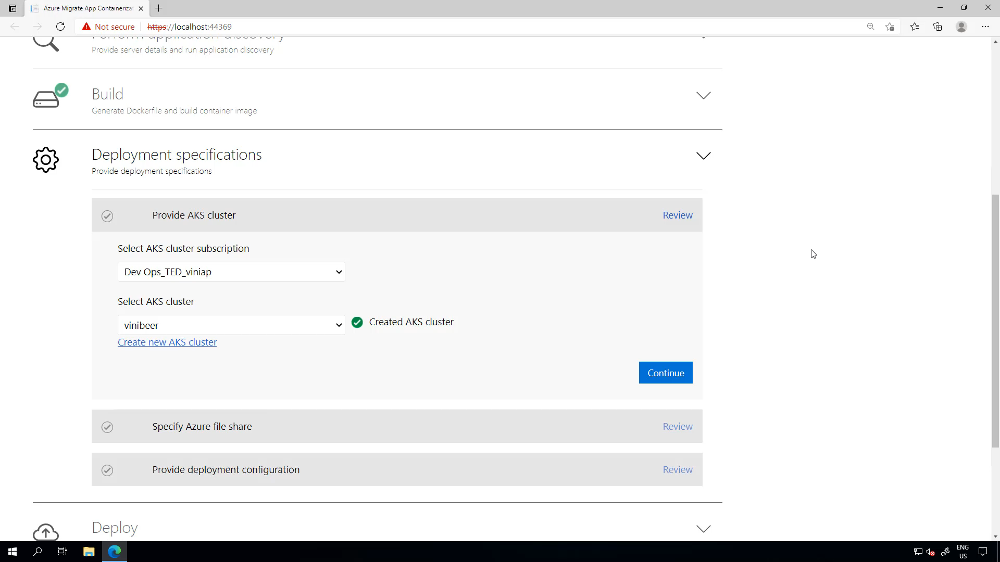 Azure Migrate App Containeriza
Not secure
https://localhost:44369
Perform application discovery
Provide server details and run application discovery
Build
Generate Dockerfile and build container image
Deployment specifications
Provide deployment specifications
Provide AKS cluster
Review
Select AKS cluster subscription
Dev Ops_TED_viniap
Select AKS cluster
vinibeer
Created AKS cluster
Create new AKS cluster
Continue
Specify Azure file share
Review
Provide deployment configuration
Review
Deploy
ENG
US